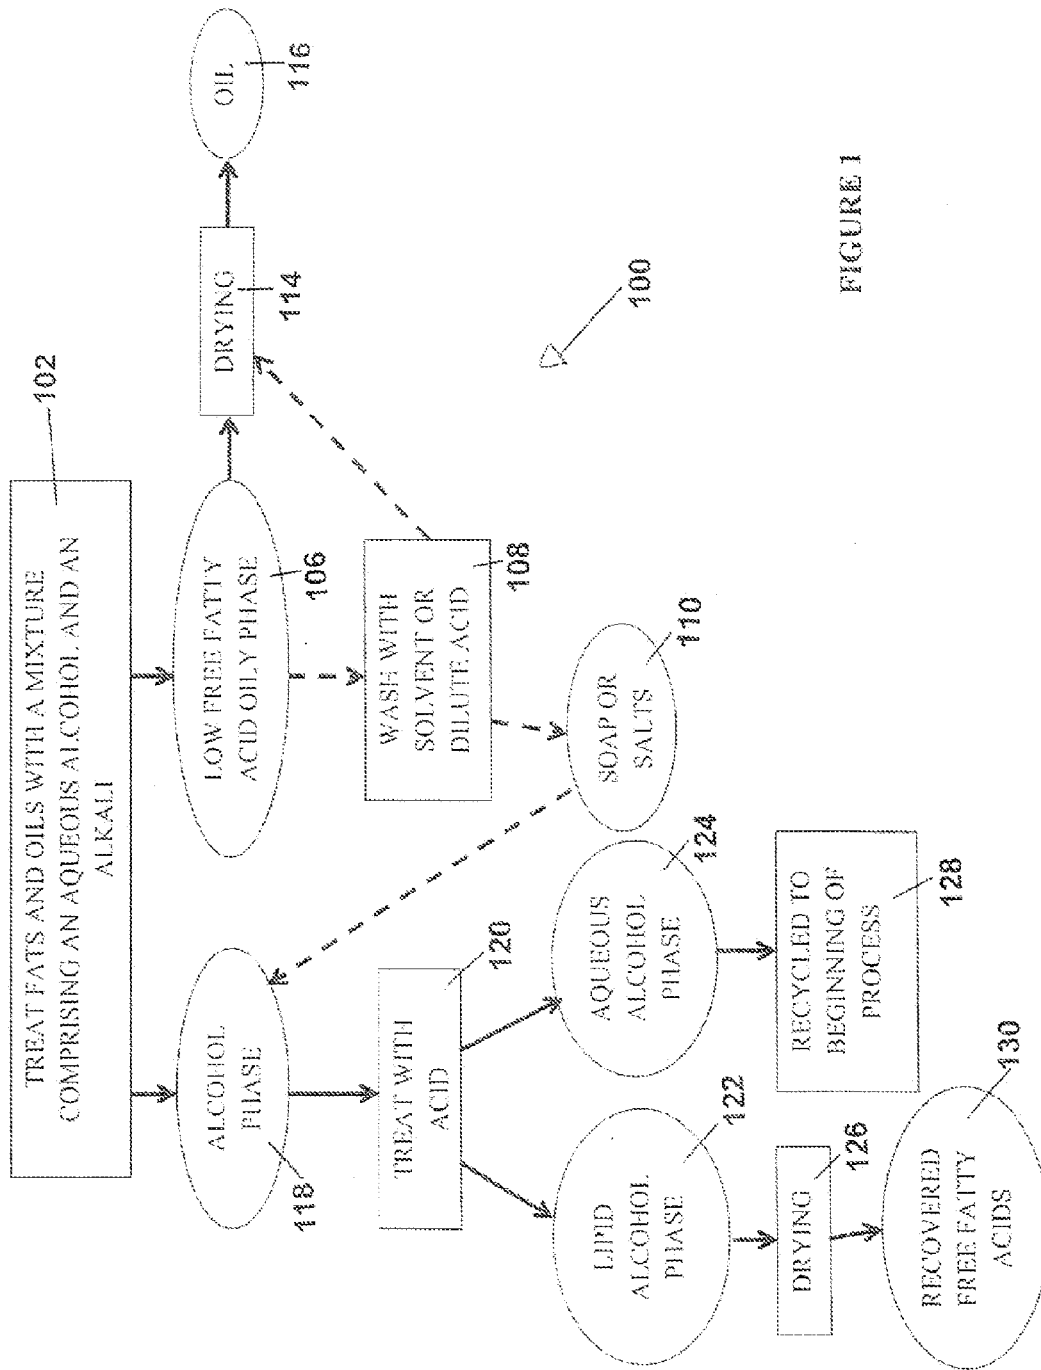 TREAT FATS AND OILS WITH A MIXTURE
COMPRISING AN AQUEOUS ALCOHOL AND AN
ALKALI
102
ALCOHOL
PHASE
118
LOW FREE FATTY
ACID OILY PHASE
106
DRYING
114
OIL
116
TREAT WITH
ACID
120
WASH WITH
SOLVENT OR
DILUTE ACID
108
LIPID
ALCOHOL
PHASE
122
AQUEOUS
ALCOHOL
PHASE
124
SOAP OR
SALTS
110
100
DRYING
126
RECYCLED TO
BEGINNING OF
PROCESS
128
RECOVERED
FREE FATTY
ACIDS
130
FIGURE 1